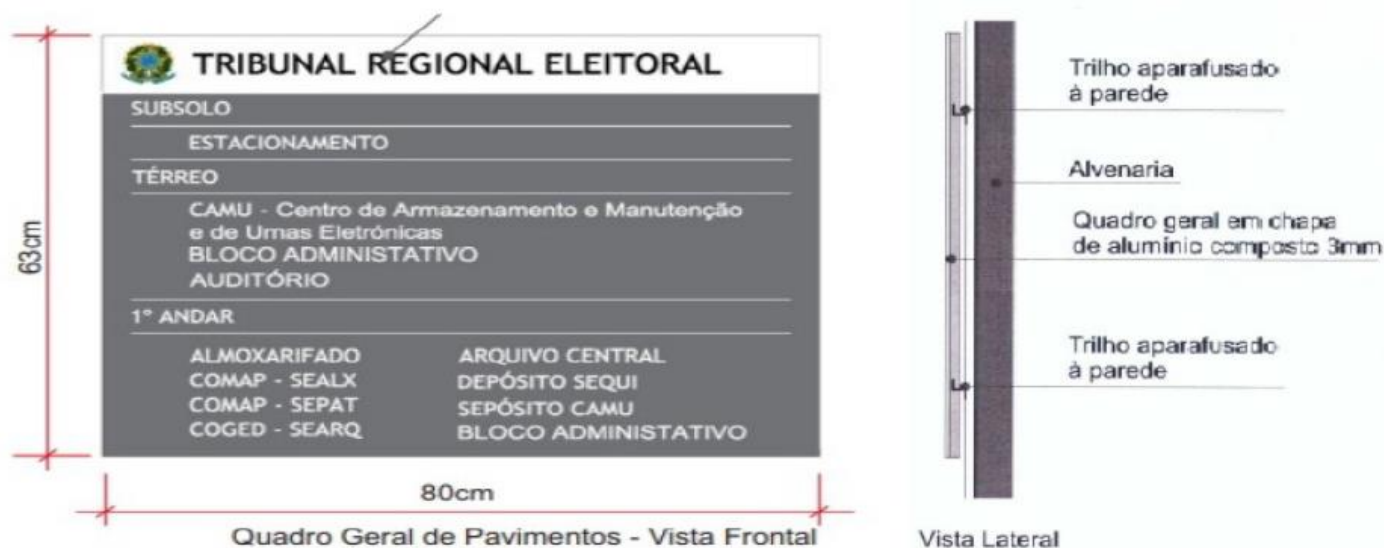 TRIBUNAL REGIONAL ELEITORAL
SUBSOLO
ESTACIONAMENTO
TÉRREO
CAMU - Centro de Armazenamento e Manutenção
e de Urnas Eletrônicas
BLOCO ADMINISTATIVO
AUDITÓRIO
1º ANDAR
ALMOXARIFADO
COMAP - SEALX
COMAP - SEPAT
COGED - SEARQ
ARQUIVO CENTRAL
DEPÓSITO SEQUI
SEPÓSITO CAMU
BLOCO ADMINISTATIVO
63cm
80cm
Quadro Geral de Pavimentos - Vista Frontal
Trilho aparafusado
à parede
Alvenaria
Quadro geral em chapa
de alumínio composto 3mm
Trilho aparafusado
à parede
Vista Lateral